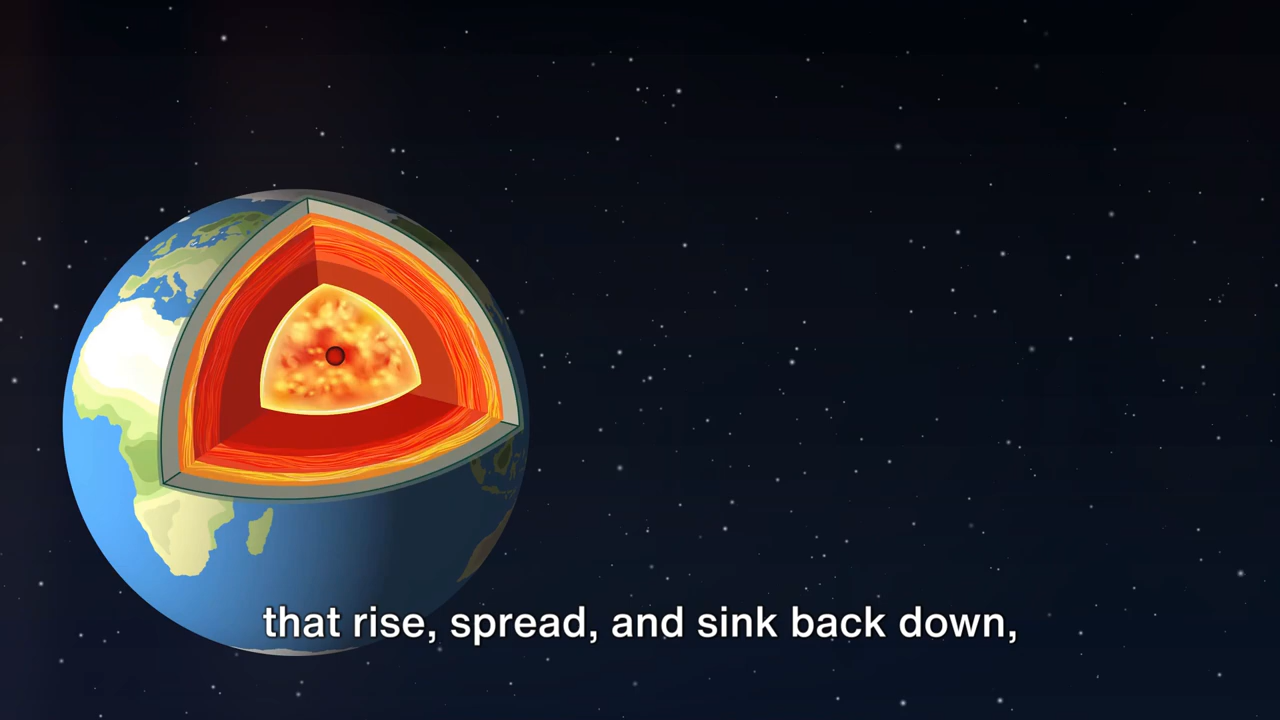 that rise, spread, and sink back down,